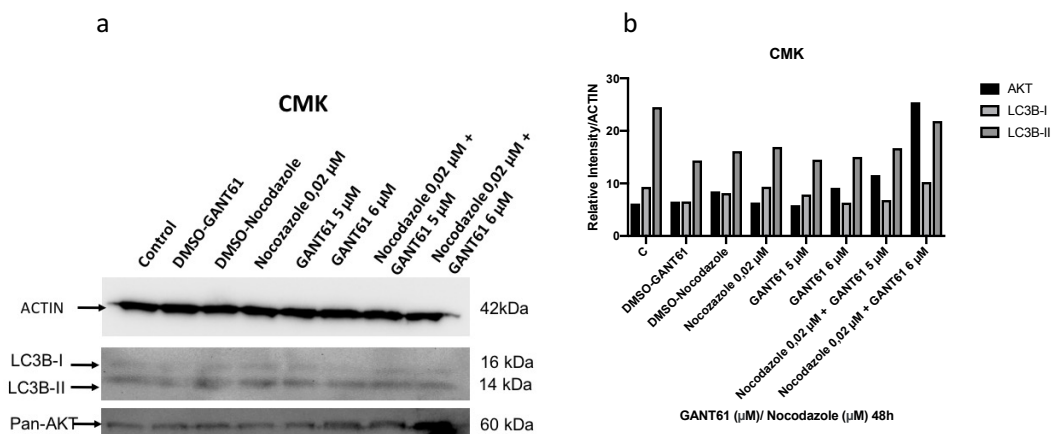 a
CMK
Control
DMSO-GANT61
DMSO-Nocodazole
Nocozazole 0,02 µM
GANT61 5 µM
GANT61 6 µM
Nocodazole 0,02 µM +
GANT61 5 µM
Nocodazole 0,02 µM +
GANT61 6 µM
ACTIN
42kDa
LC3B-I
16 kDa
LC3B-II
14 kDa
Pan-AKT
60 kDa
b
CMK
Relative Intensity/ACTIN
30
20
10
0
AKT
LC3B-I
LC3B-II
C
DMSO-GANT61
DMSO-Nocodazole
Nocozazole 0,02 µM
GANT61 5 µM
GANT61 6 µM
Nocodazole 0,02 µM + GANT61 5 µM
Nocodazole 0,02 µM + GANT61 6 µM
GANT61 (µM)/ Nocodazole (µM) 48h